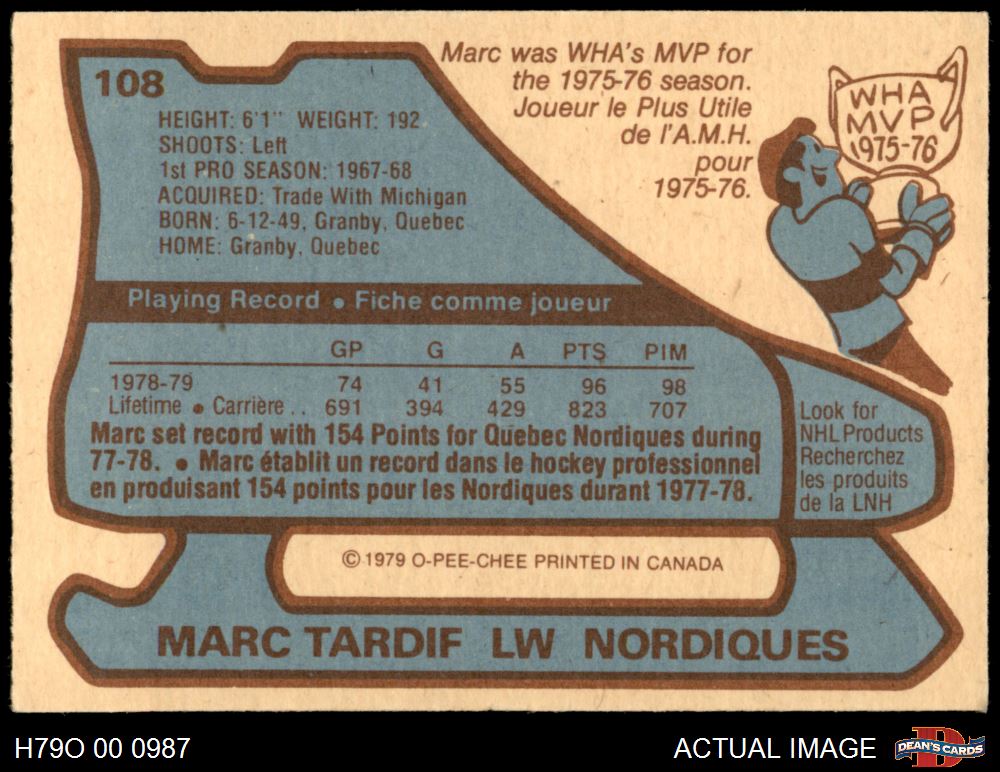 108
HEIGHT: 6'1" WEIGHT: 192
SHOOTS: Left
1st PRO SEASON: 1967-68
ACQUIRED: Trade With Michigan
BORN: 6-12-49, Granby, Quebec
HOME: Granby, Quebec
Marc was WHA's MVP for
the 1975-76 season.
Joueur le Plus Utile
de l'A.M.H.
pour
1975-76.
WHA
MVP
1975-76
Playing Record • Fiche comme joueur
GP G A PTS PIM
1978-79 74 41 55 96 98
Lifetime • Carrière . . 691 394 429 823 707
Marc set record with 154 Points for Quebec Nordiques during
77-78. • Marc établit un record dans le hockey professionnel
en produisant 154 points pour les Nordiques durant 1977-78.
Look for
NHL Products
Recherchez
les produits
de la LNH
© 1979 O-PEE-CHEE PRINTED IN CANADA
MARC TARDIF LW NORDIQUES
H79O 00 0987
ACTUAL IMAGE
D
DEAN'S CARDS